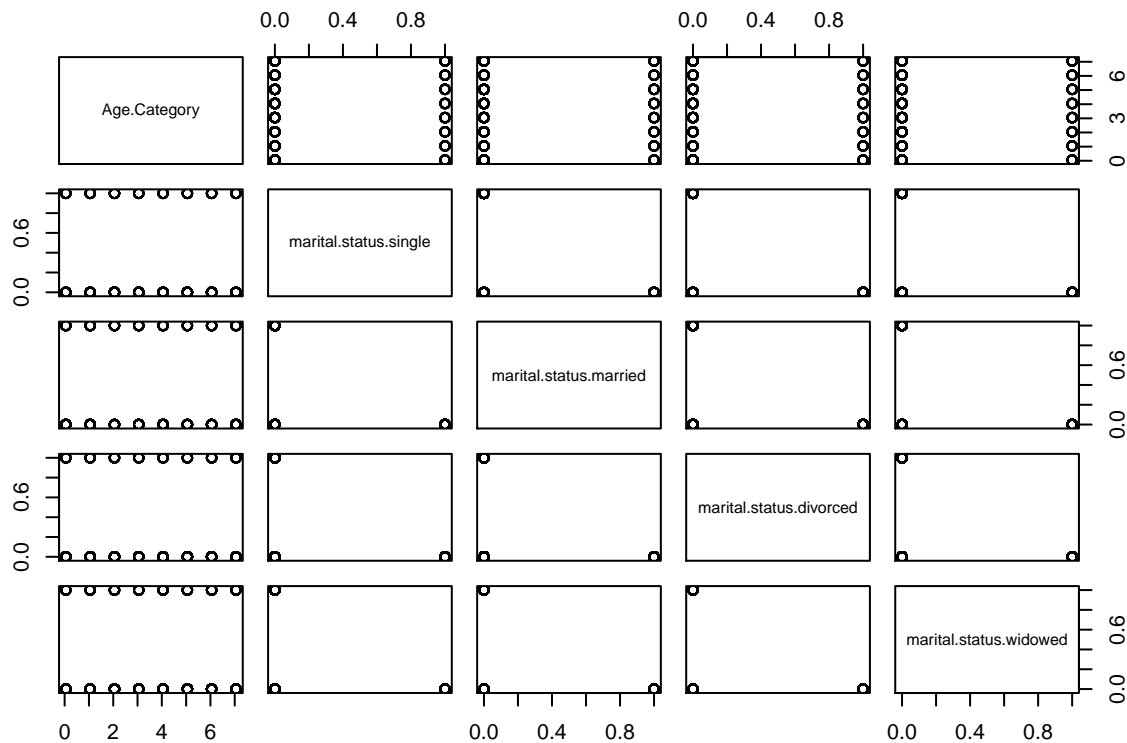 0.0 0.4 0.8 0.0 0.4 0.8
Age.Category
0 3 6
0.0 0.6
marital.status.single
marital.status.married
0.0 0.6
0.0 0.6
marital.status.divorced
marital.status.widowed
0.0 0.6
0 2 4 6 0.0 0.4 0.8 0.0 0.4 0.8